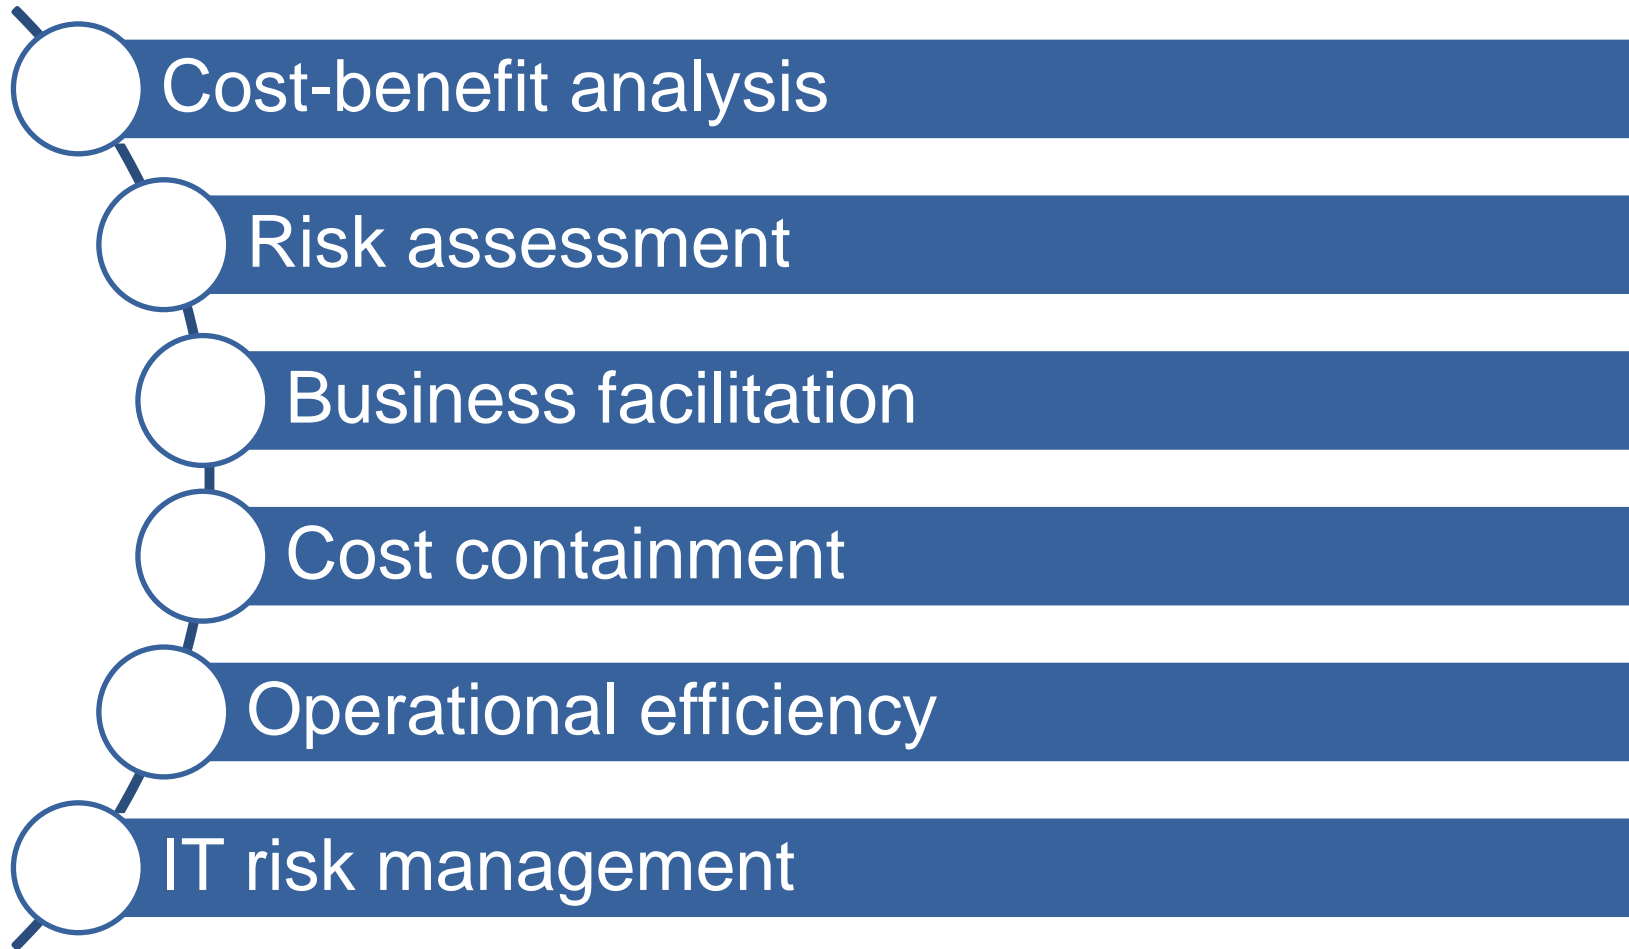 Cost-benefit analysis
Risk assessment
Business facilitation
Cost containment
Operational efficiency
IT risk management